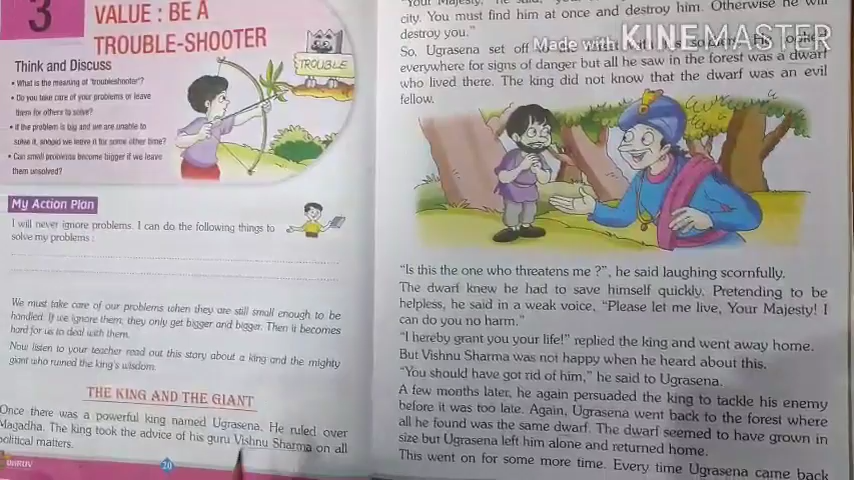 3
VALUE : BE A
TROUBLE-SHOOTER
TROUBLE
Think and Discuss
• What is the meaning of 'troubleshooter'?
• Do you take care of your problems or leave
them for others to solve?
• If the problem is big and we are unable to
solve it, should we leave it for some other time?
• Can small problems become bigger if we leave
them unsolved?
My Action Plan
I will never ignore problems. I can do the following things to
solve my problems :
We must take care of our problems when they are still small enough to be
handled. If we ignore them, they only get bigger and bigger. Then it becomes
hard for us to deal with them.
Now listen to your teacher read out this story about a king and the mighty
giant who ruined the king's wisdom.
THE KING AND THE GIANT
Once there was a powerful king named Ugrasena. He ruled over
Magadha. The king took the advice of his guru Vishnu Sharma on all
political matters.
DHRUV
20
"Your Majesty," he said, "your
city. You must find him at once and destroy him. Otherwise he will
destroy you."
So, Ugrasena set off
everywhere for signs of danger but all he saw in the forest was a dwarf
who lived there. The king did not know that the dwarf was an evil
fellow.
Made with KINEMASTER
"Is this the one who threatens me ?", he said laughing scornfully.
The dwarf knew he had to save himself quickly. Pretending to be
helpless, he said in a weak voice, "Please let me live, Your Majesty! I
can do you no harm."
"I hereby grant you your life!" replied the king and went away home.
But Vishnu Sharma was not happy when he heard about this.
"You should have got rid of him," he said to Ugrasena.
A few months later, he again persuaded the king to tackle his enemy
before it was too late. Again, Ugrasena went back to the forest where
all he found was the same dwarf. The dwarf seemed to have grown in
size but Ugrasena left him alone and returned home.
This went on for some more time. Every time Ugrasena came back